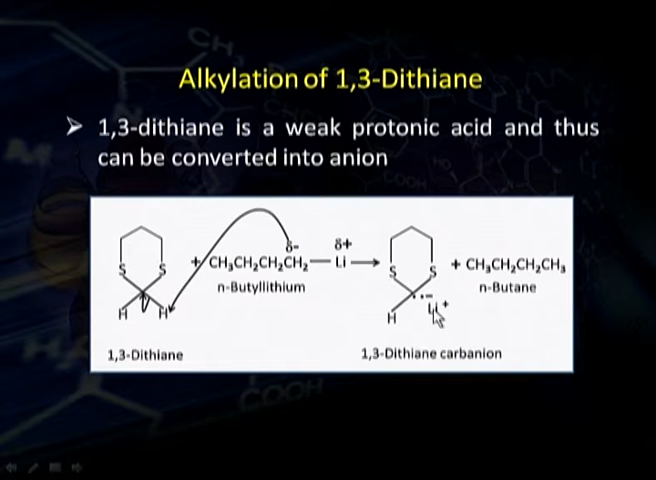 Alkylation of 1,3-Dithiane
➢ 1,3-dithiane is a weak protonic acid and thus
can be converted into anion
δ- δ+
S S + CH₃CH₂CH₂CH₂—Li → S S + CH₃CH₂CH₂CH₃
n-Butyllithium n-Butane
H H H Li⁺
1,3-Dithiane 1,3-Dithiane carbanion
COOH